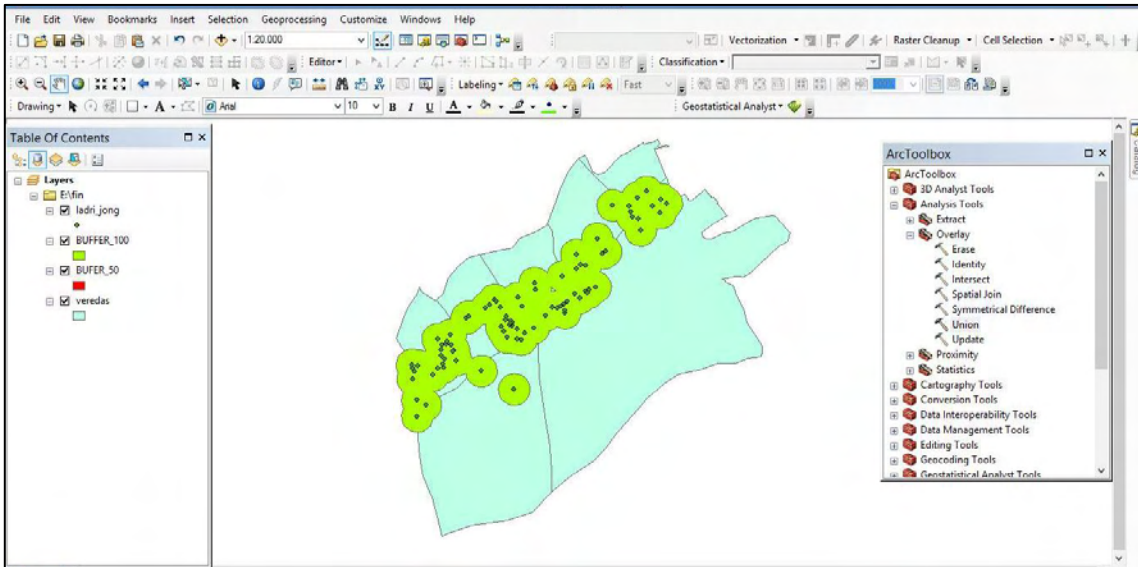 File Edit View Bookmarks Insert Selection Geoprocessing Customize Windows Help
1:20.000 Vectorization Raster Cleanup Cell Selection
Editor Classification
Labeling Fast
Drawing A Arial 10 B I U A Geostatistical Analyst
Table Of Contents
Layers
E:\fin
ladri_jong
BUFFER_100
BUFER_50
veredas
ArcToolbox
ArcToolbox
3D Analyst Tools
Analysis Tools
Extract
Overlay
Erase
Identity
Intersect
Spatial Join
Symmetrical Difference
Union
Update
Proximity
Statistics
Cartography Tools
Conversion Tools
Data Interoperability Tools
Data Management Tools
Editing Tools
Geocoding Tools
Geostatistical Analyst Tools